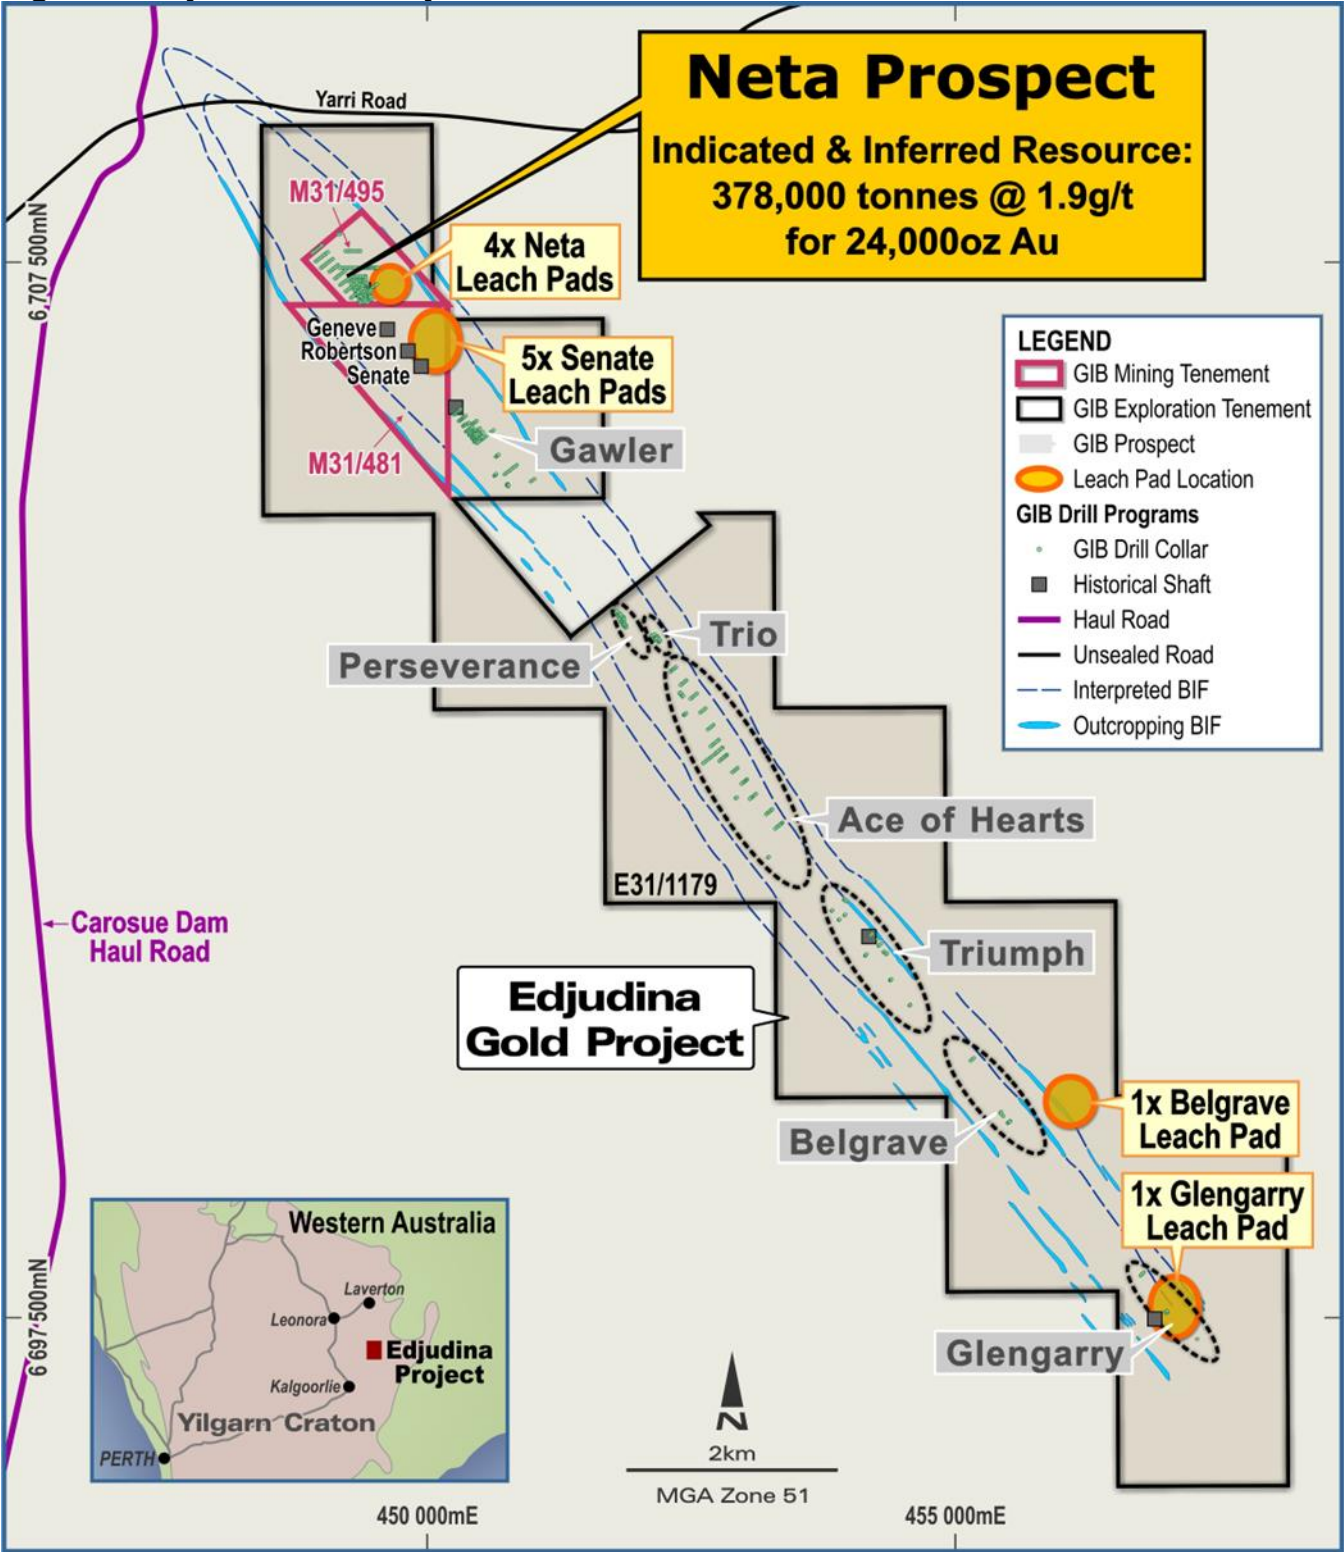 Neta Prospect
Indicated & Inferred Resource:
378,000 tonnes @ 1.9g/t
for 24,000oz Au
Yarri Road
M31/495
4x Neta
Leach Pads
6 707 500mN
Geneve
Robertson
Senate
5x Senate
Leach Pads
M31/481
Gawler
LEGEND
GIB Mining Tenement
GIB Exploration Tenement
GIB Prospect
Leach Pad Location
GIB Drill Programs
GIB Drill Collar
Historical Shaft
Haul Road
Unsealed Road
Interpreted BIF
Outcropping BIF
Trio
Perseverance
Ace of Hearts
E31/1179
Carosue Dam
Haul Road
Triumph
Edjudina
Gold Project
1x Belgrave
Leach Pad
Belgrave
1x Glengarry
Leach Pad
Glengarry
6 697 500mN
Western Australia
Laverton
Leonora
Edjudina
Project
Kalgoorlie
Yilgarn Craton
PERTH
N
2km
MGA Zone 51
450 000mE
455 000mE